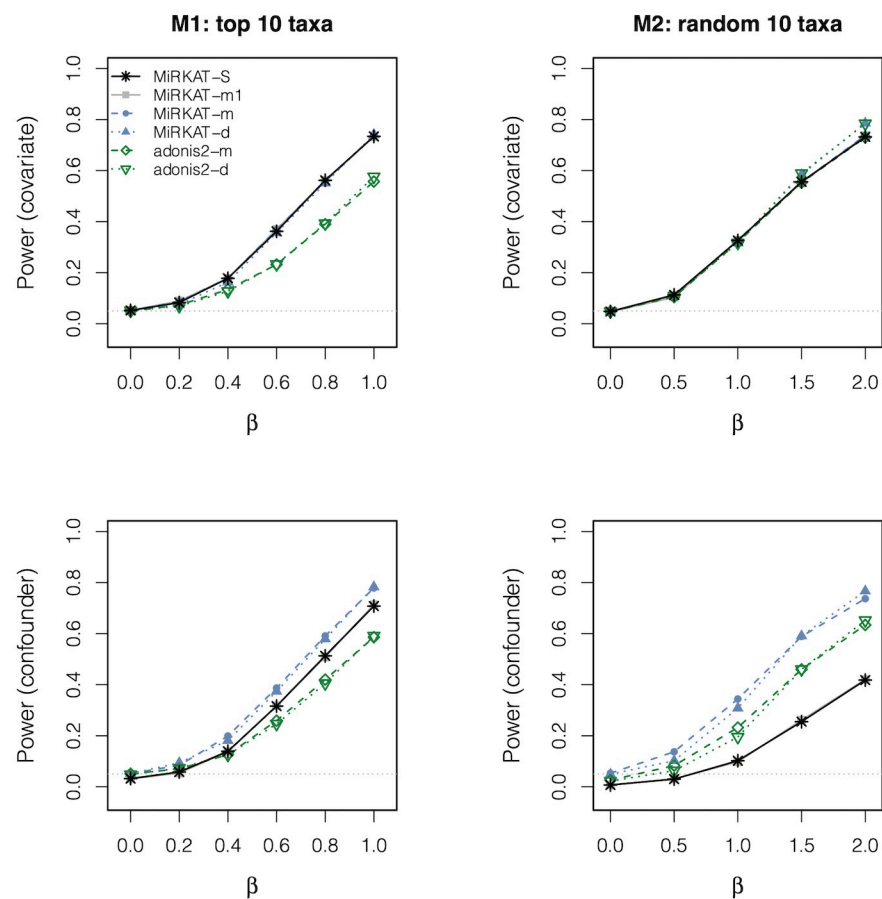 M1: top 10 taxa
M2: random 10 taxa
Power (covariate)
1.0
0.8
0.6
0.4
0.2
0.0
MiRKAT−S
MiRKAT−m1
MiRKAT−m
MiRKAT−d
adonis2−m
adonis2−d
0.0 0.2 0.4 0.6 0.8 1.0
β
Power (covariate)
1.0
0.8
0.6
0.4
0.2
0.0
0.0 0.5 1.0 1.5 2.0
β
Power (confounder)
1.0
0.8
0.6
0.4
0.2
0.0
0.0 0.2 0.4 0.6 0.8 1.0
β
Power (confounder)
1.0
0.8
0.6
0.4
0.2
0.0
0.0 0.5 1.0 1.5 2.0
β